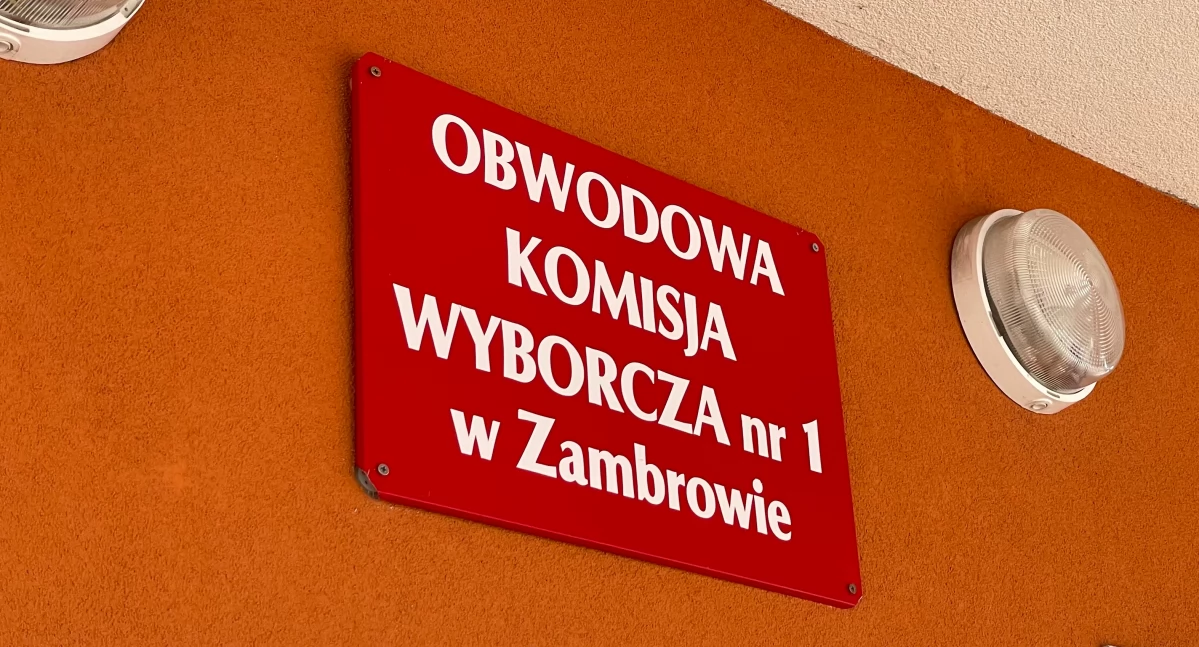 OBWODOWA
KOMISJA
WYBORCZA nr 1
w Zambrowie